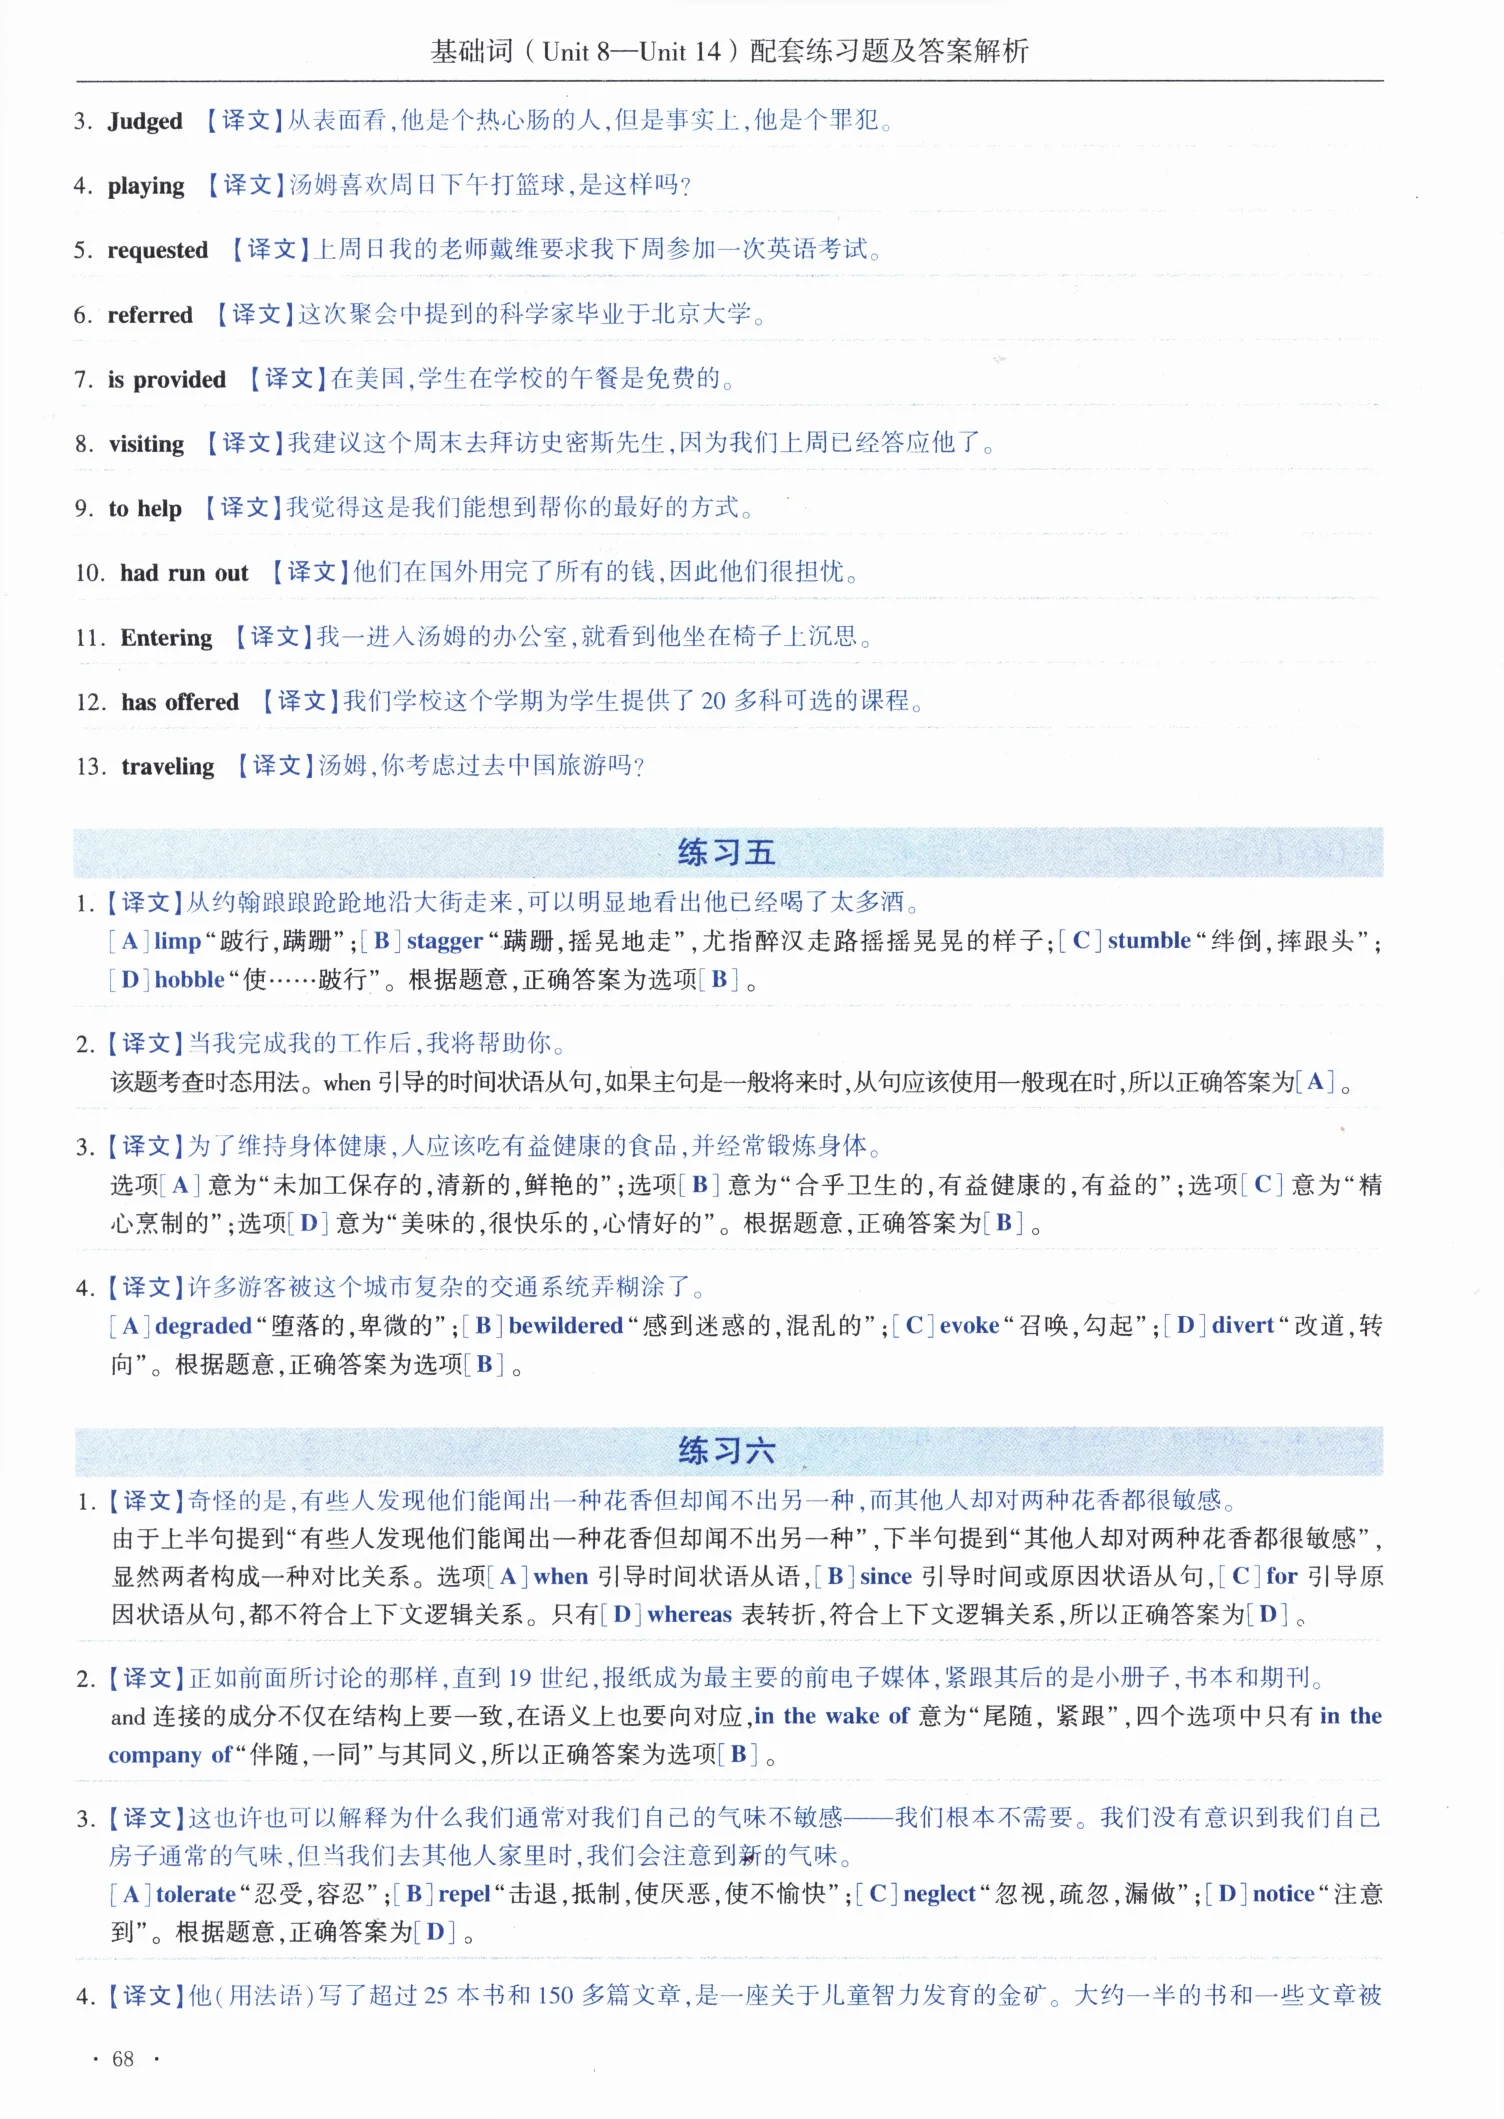 基础词（Unit 8—Unit 14）配套练习题及答案解析
3. Judged 【译文】从表面看,他是个热心肠的人,但是事实上,他是个罪犯。
4. playing 【译文】汤姆喜欢周日下午打篮球,是这样吗?
5. requested 【译文】上周日我的老师戴维要求我下周参加一次英语考试。
6. referred 【译文】这次聚会中提到的科学家毕业于北京大学。
7. is provided 【译文】在美国,学生在学校的午餐是免费的。
8. visiting 【译文】我建议这个周末去拜访史密斯先生,因为我们上周已经答应他了。
9. to help 【译文】我觉得这是我们能想到帮你的最好的方式。
10. had run out 【译文】他们在国外用完了所有的钱,因此他们很担忧。
11. Entering 【译文】我一进入汤姆的办公室,就看到他坐在椅子上沉思。
12. has offered 【译文】我们学校这个学期为学生提供了 20 多科可选的课程。
13. traveling 【译文】汤姆,你考虑过去中国旅游吗?
练习五
1.【译文】从约翰踉踉跄跄地沿大街走来,可以明显地看出他已经喝了太多酒。
[A]limp“跛行,蹒跚”;[B]stagger“蹒跚,摇晃地走”,尤指醉汉走路摇摇晃晃的样子;[C]stumble“绊倒,摔跟头”;
[D]hobble“使……跛行”。根据题意,正确答案为选项[B]。
2.【译文】当我完成我的工作后,我将帮助你。
该题考查时态用法。when 引导的时间状语从句,如果主句是一般将来时,从句应该使用一般现在时,所以正确答案为[A]。
3.【译文】为了维持身体健康,人应该吃有益健康的食品,并经常锻炼身体。
选项[A]意为“未加工保存的,清新的,鲜艳的”;选项[B]意为“合乎卫生的,有益健康的,有益的”;选项[C]意为“精
心烹制的”;选项[D]意为“美味的,很快乐的,心情好的”。根据题意,正确答案为[B]。
4.【译文】许多游客被这个城市复杂的交通系统弄糊涂了。
[A]degraded“堕落的,卑微的”;[B]bewildered“感到迷惑的,混乱的”;[C]evoke“召唤,勾起”;[D]divert“改道,转
向”。根据题意,正确答案为选项[B]。
练习六
1.【译文】奇怪的是,有些人发现他们能闻出一种花香但却闻不出另一种,而其他人却对两种花香都很敏感。
由于上半句提到“有些人发现他们能闻出一种花香但却闻不出另一种”,下半句提到“其他人却对两种花香都很敏感”,
显然两者构成一种对比关系。选项[A]when 引导时间状语从语,[B]since 引导时间或原因状语从句,[C]for 引导原
因状语从句,都不符合上下文逻辑关系。只有[D]whereas 表转折,符合上下文逻辑关系,所以正确答案为[D]。
2.【译文】正如前面所讨论的那样,直到 19 世纪,报纸成为最主要的前电子媒体,紧跟其后的是小册子,书本和期刊。
and 连接的成分不仅在结构上要一致,在语义上也要向对应,in the wake of 意为“尾随, 紧跟”,四个选项中只有 in the
company of“伴随,一同”与其同义,所以正确答案为选项[B]。
3.【译文】这也许也可以解释为什么我们通常对我们自己的气味不敏感——我们根本不需要。我们没有意识到我们自己
房子通常的气味,但当我们去其他人家里时,我们会注意到新的气味。
[A]tolerate“忍受,容忍”;[B]repel“击退,抵制,使厌恶,使不愉快”;[C]neglect“忽视,疏忽,漏做”;[D]notice“注意
到”。根据题意,正确答案为[D]。
4.【译文】他(用法语)写了超过 25 本书和 150 多篇文章,是一座关于儿童智力发育的金矿。大约一半的书和一些文章被
· 68 ·